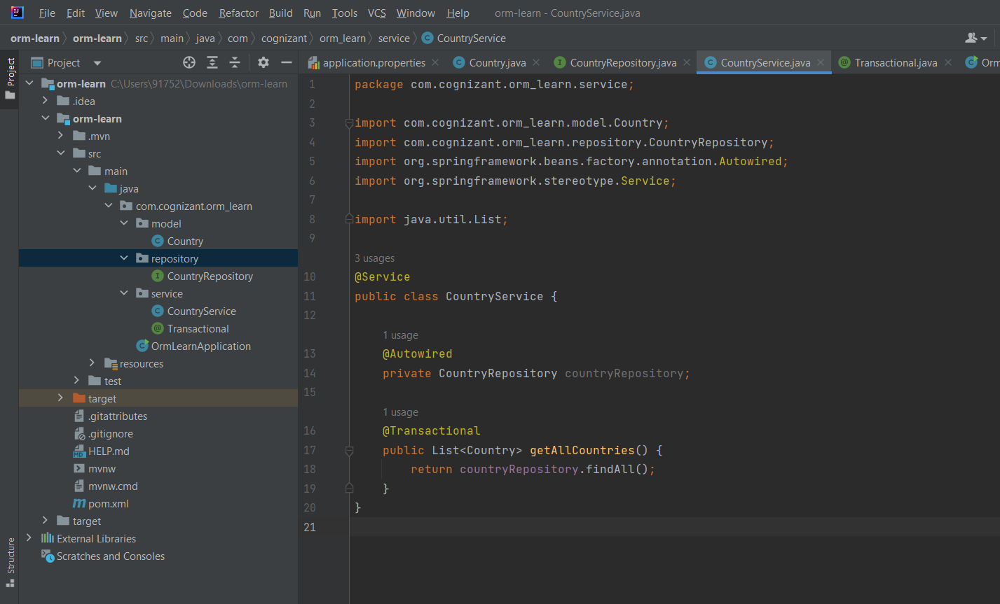 File Edit View Navigate Code Refactor Build Run Tools VCS Window Help orm-learn - CountryService.java
orm-learn orm-learn src main java com cognizant orm_learn service CountryService
Project
Structure
Project
orm-learn C:\Users\91752\Downloads\orm-learn
.idea
orm-learn
.mvn
src
main
java
com.cognizant.orm_learn
model
Country
repository
CountryRepository
service
CountryService
Transactional
OrmLearnApplication
resources
test
target
.gitattributes
.gitignore
HELP.md
mvnw
mvnw.cmd
pom.xml
target
External Libraries
Scratches and Consoles
application.properties Country.java CountryRepository.java CountryService.java Transactional.java Orm
1 package com.cognizant.orm_learn.service;
2
3 import com.cognizant.orm_learn.model.Country;
4 import com.cognizant.orm_learn.repository.CountryRepository;
5 import org.springframework.beans.factory.annotation.Autowired;
6 import org.springframework.stereotype.Service;
7
8 import java.util.List;
9
3 usages
10 @Service
11 public class CountryService {
12
1 usage
13 @Autowired
14 private CountryRepository countryRepository;
15
1 usage
16 @Transactional
17 public List<Country> getAllCountries() {
18 return countryRepository.findAll();
19 }
20 }
21